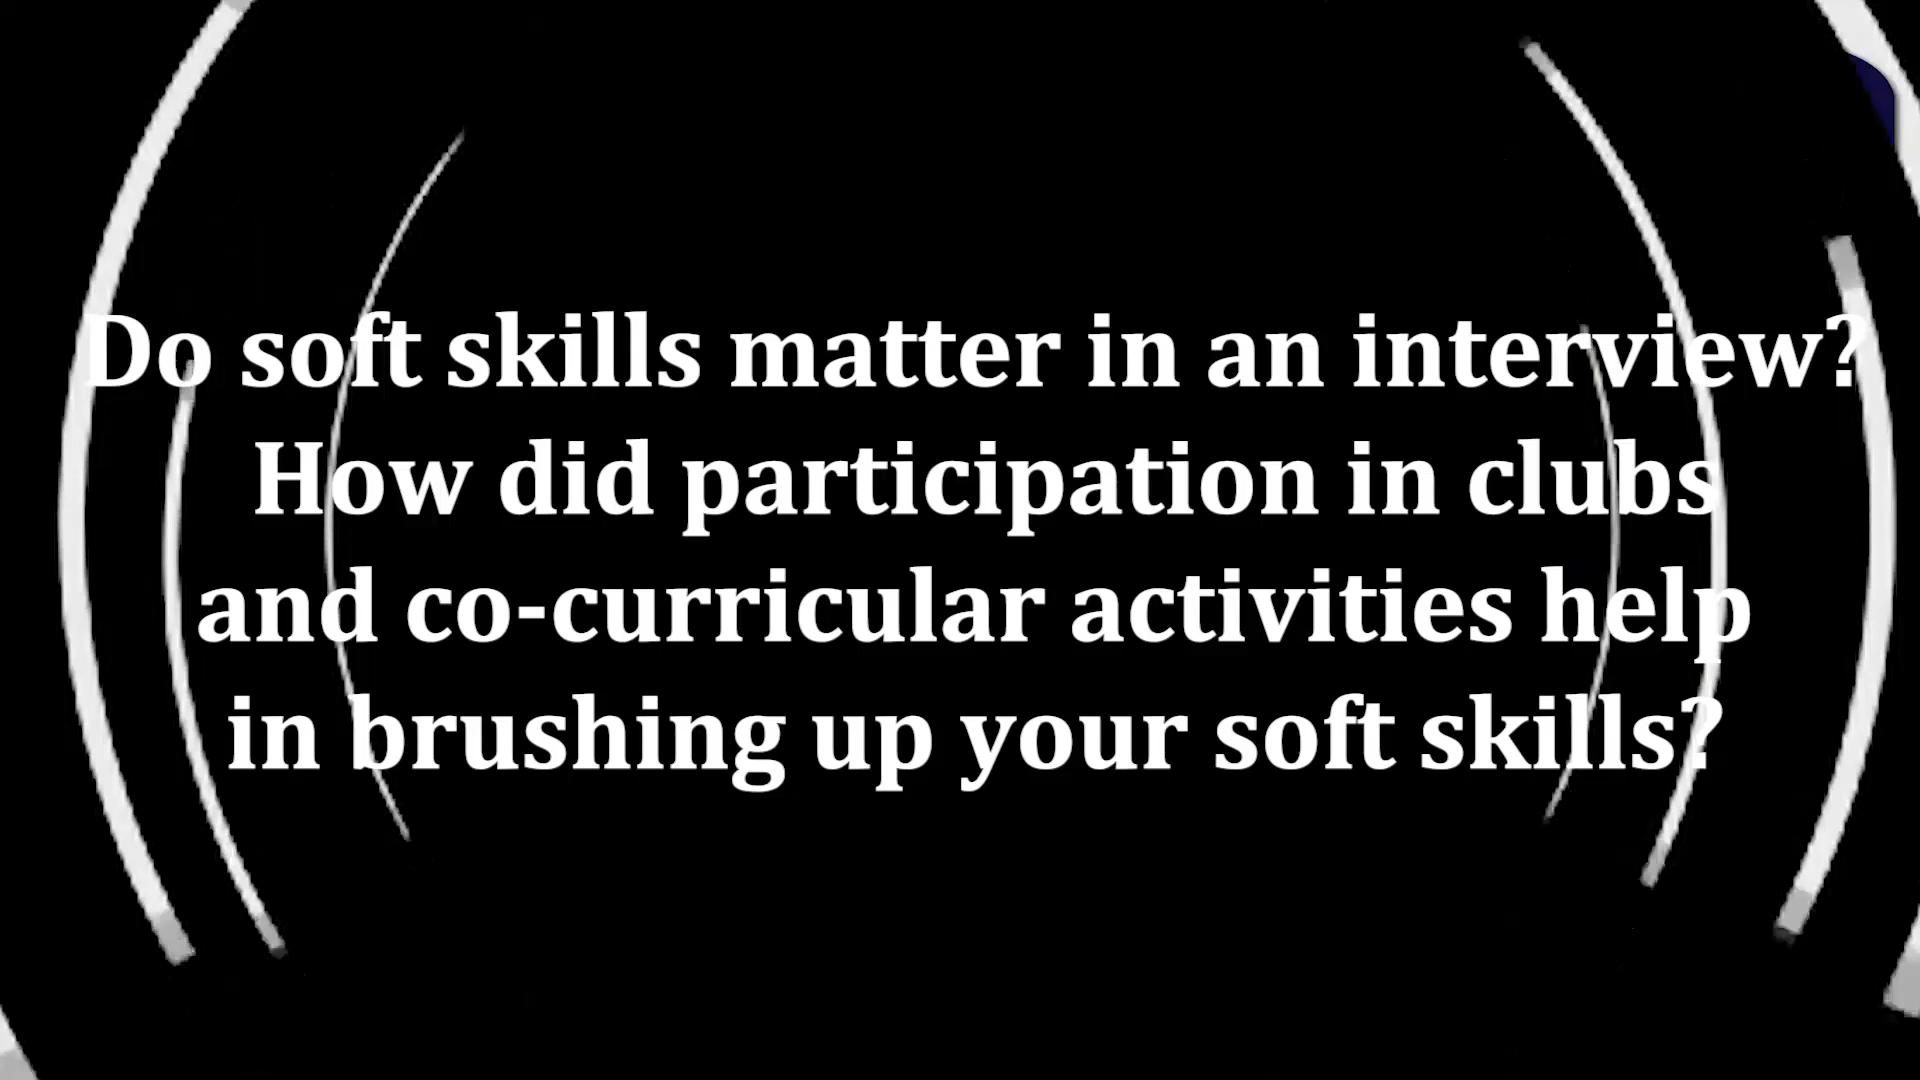 Do soft skills matter in an interview?
How did participation in clubs
and co-curricular activities help
in brushing up your soft skills?